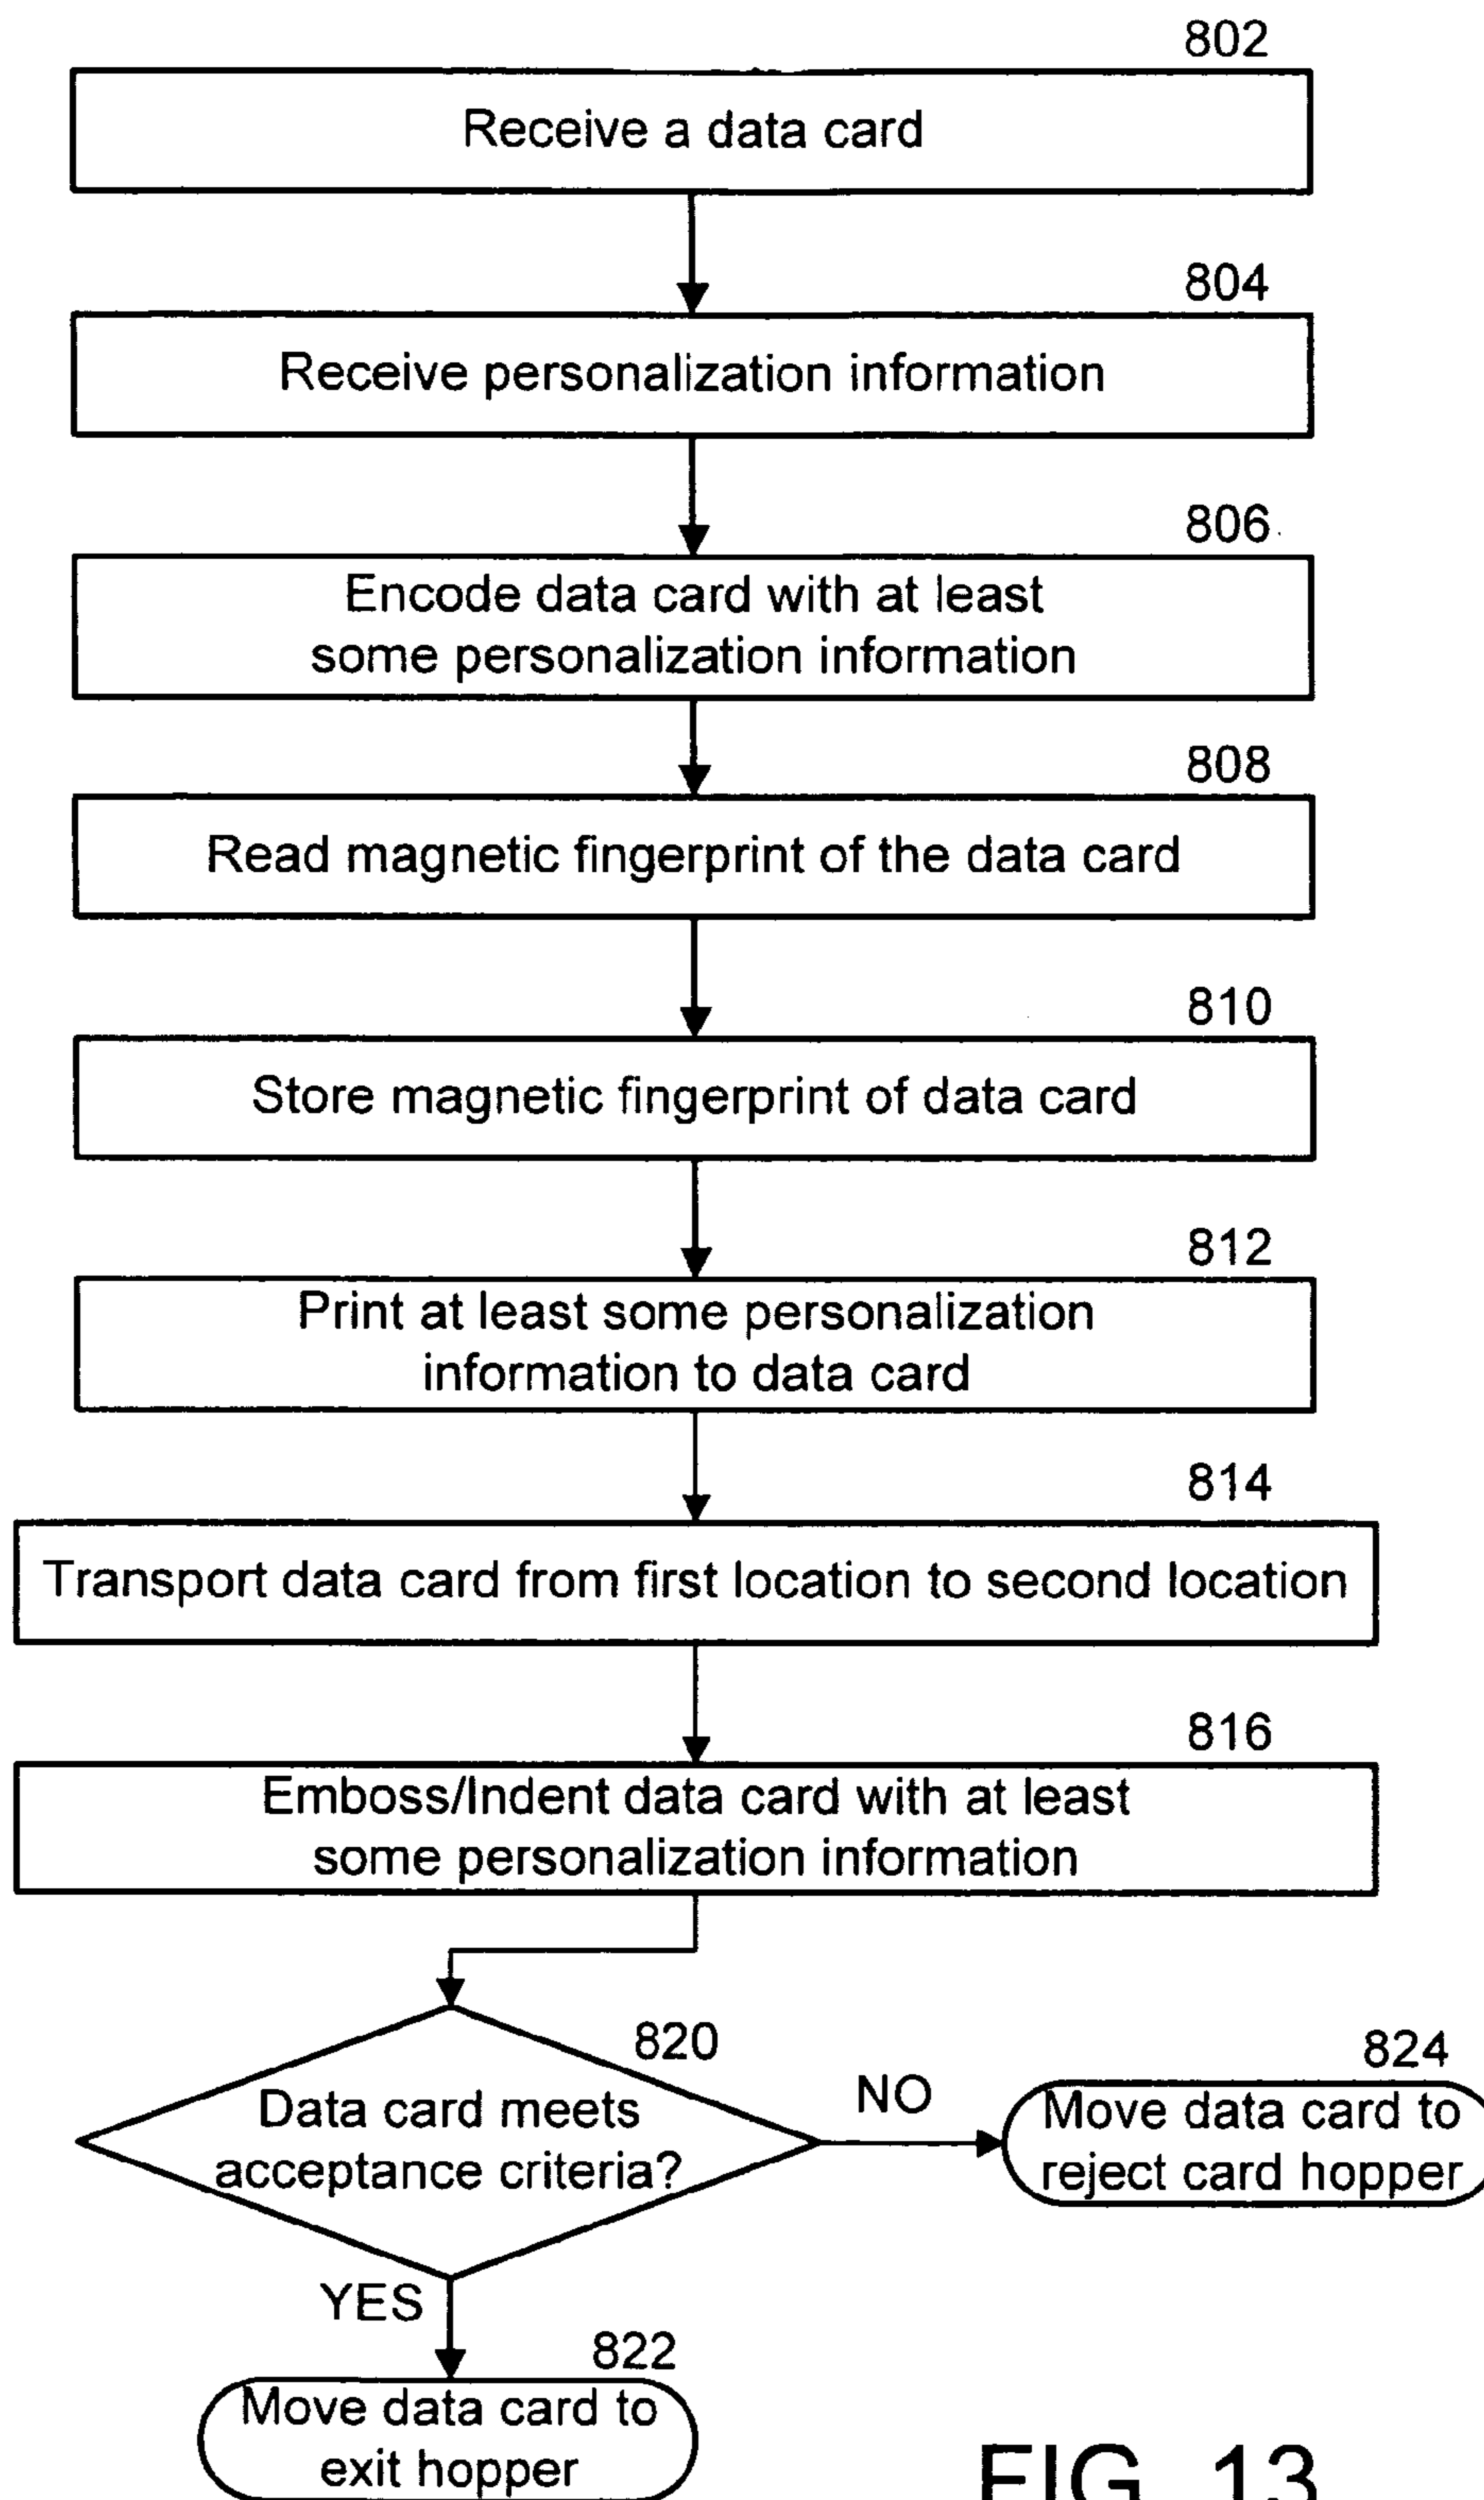 802
Receive a data card
804
Receive personalization information
806
Encode data card with at least
some personalization information
808
Read magnetic fingerprint of the data card
810
Store magnetic fingerprint of data card
812
Print at least some personalization
information to data card
814
Transport data card from first location to second location
816
Emboss/Indent data card with at least
some personalization information
820
Data card meets
acceptance criteria?
NO
824
Move data card to
reject card hopper
YES
822
Move data card to
exit hopper
FIG. 13